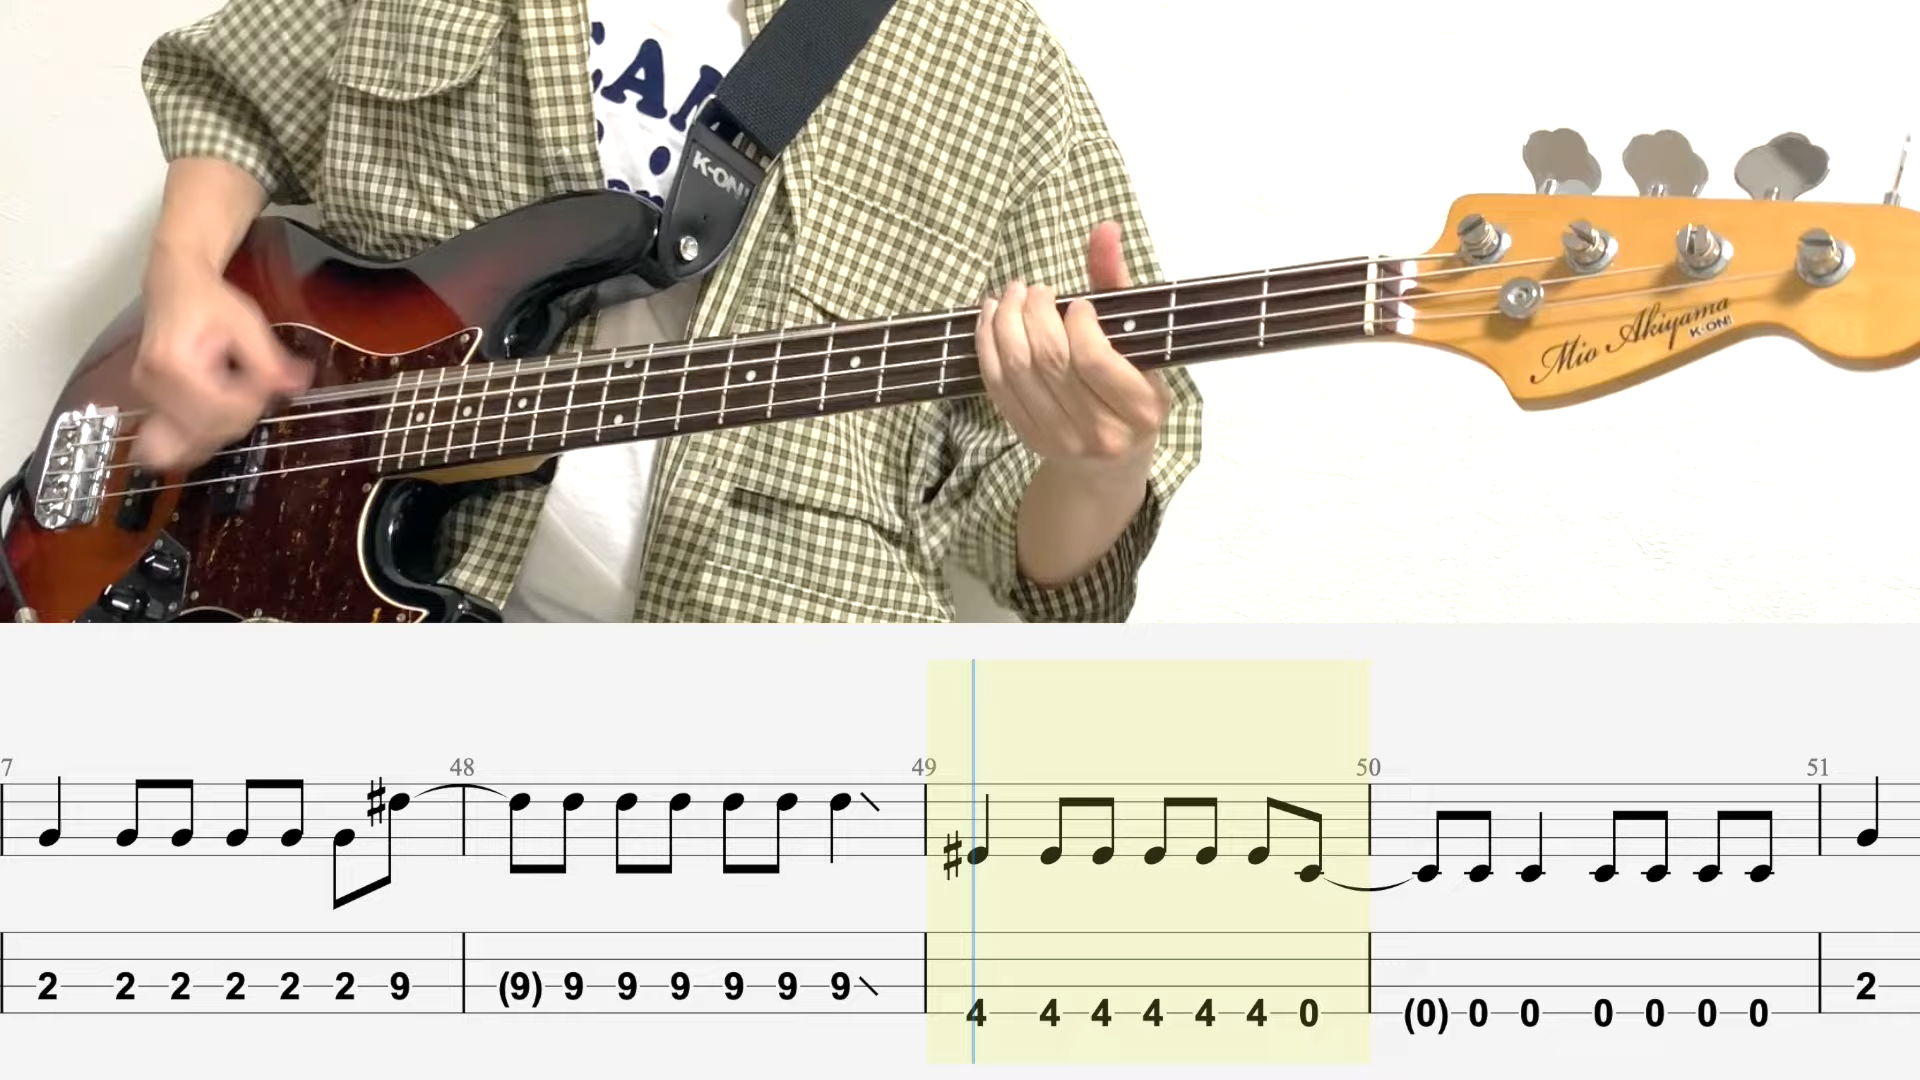 EAN
K-ON!
Mio Akiyama
K-ON!
7 48 49 50 51
2 2 2 2 2 2 9 (9) 9 9 9 9 9 9 2
4 4 4 4 4 4 0 (0) 0 0 0 0 0 0